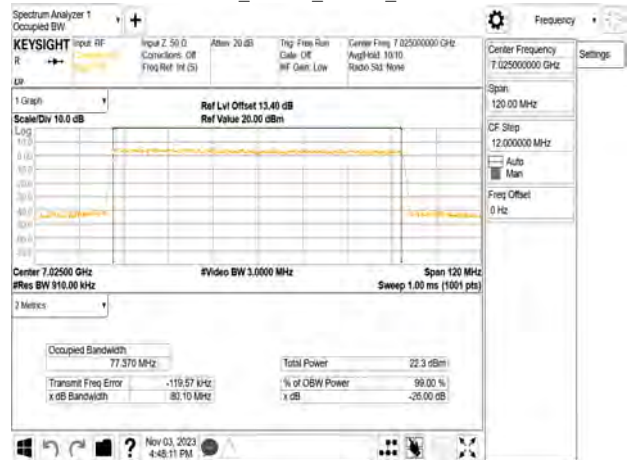 Spectrum Analyzer 1
Occupied BW
Frequency
KEYSIGHT
Input: RF
Input Z: 50 Ω
Corrections: Off
Freq Ref: Int (S)
Atten: 20 dB
Trig: Free Run
Gate: Off
#IF Gain: Low
Center Freq: 7.025000000 GHz
Avg|Hold: 10/10
Radio Std: None
Center Frequency
7.025000000 GHz
Settings
Span
120.00 MHz
CF Step
12.000000 MHz
Auto
Man
Freq Offset
0 Hz
1 Graph
Scale/Div 10.0 dB
Ref Lvl Offset 13.40 dB
Ref Value 20.00 dBm
Log
Center 7.02500 GHz
#Res BW 910.00 kHz
#Video BW 3.0000 MHz
Span 120 MHz
Sweep 1.00 ms (1001 pts)
2 Metrics
Occupied Bandwidth
77.370 MHz
Total Power
22.3 dBm
Transmit Freq Error
-119.57 kHz
% of OBW Power
99.00 %
x dB Bandwidth
80.10 MHz
x dB
-26.00 dB
Nov 03, 2023
4:48:11 PM